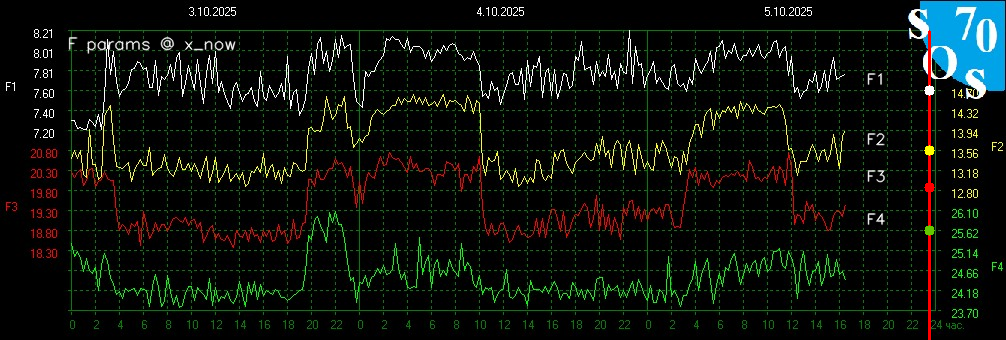 3.10.2025 4.10.2025 5.10.2025
F params @ x_now
S 70
O
S
F1
8.21
8.01
7.81
7.60
7.40
7.20
F3
20.80
20.30
19.80
19.30
18.80
18.30
F1
F2
F3
F4
14.32
13.94
13.56
13.18
12.80
F2
26.10
25.62
25.14
24.66
24.18
23.70
F4
0 2 4 6 8 10 12 14 16 18 20 22 0 2 4 6 8 10 12 14 16 18 20 22 0 2 4 6 8 10 12 14 16 18 20 22 24 час.